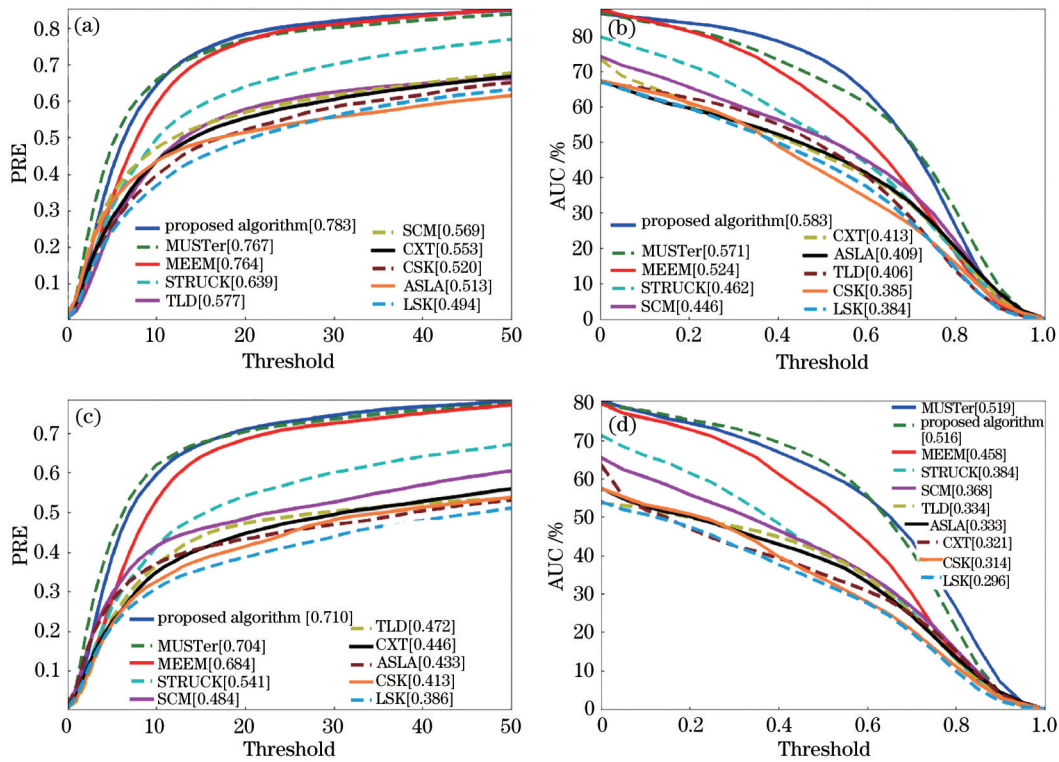 (a)
PRE
0.8
0.7
0.6
0.5
0.4
0.3
0.2
0.1
0 10 20 30 40 50
Threshold
proposed algorithm[0.783]
MUSTer[0.767]
MEEM[0.764]
STRUCK[0.639]
TLD[0.577]
SCM[0.569]
CXT[0.553]
CSK[0.520]
ASLA[0.513]
LSK[0.494]
(b)
AUC /%
80
70
60
50
40
30
20
10
0
0 0.2 0.4 0.6 0.8 1.0
Threshold
proposed algorithm[0.583]
MUSTer[0.571]
MEEM[0.524]
STRUCK[0.462]
SCM[0.446]
CXT[0.413]
ASLA[0.409]
TLD[0.406]
CSK[0.385]
LSK[0.384]
(c)
PRE
0.7
0.6
0.5
0.4
0.3
0.2
0.1
0 10 20 30 40 50
Threshold
proposed algorithm [0.710]
MUSTer[0.704]
MEEM[0.684]
STRUCK[0.541]
SCM[0.484]
TLD[0.472]
CXT[0.446]
ASLA[0.433]
CSK[0.413]
LSK[0.386]
(d)
AUC /%
80
70
60
50
40
30
20
10
0
0 0.2 0.4 0.6 0.8 1.0
Threshold
MUSTer[0.519]
proposed algorithm
[0.516]
MEEM[0.458]
STRUCK[0.384]
SCM[0.368]
TLD[0.334]
ASLA[0.333]
CXT[0.321]
CSK[0.314]
LSK[0.296]